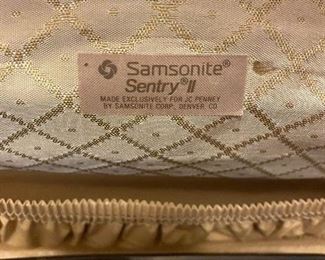 Samsonite®
Sentry® II
MADE EXCLUSIVELY FOR JC PENNEY
BY SAMSONITE CORP., DENVER, CO